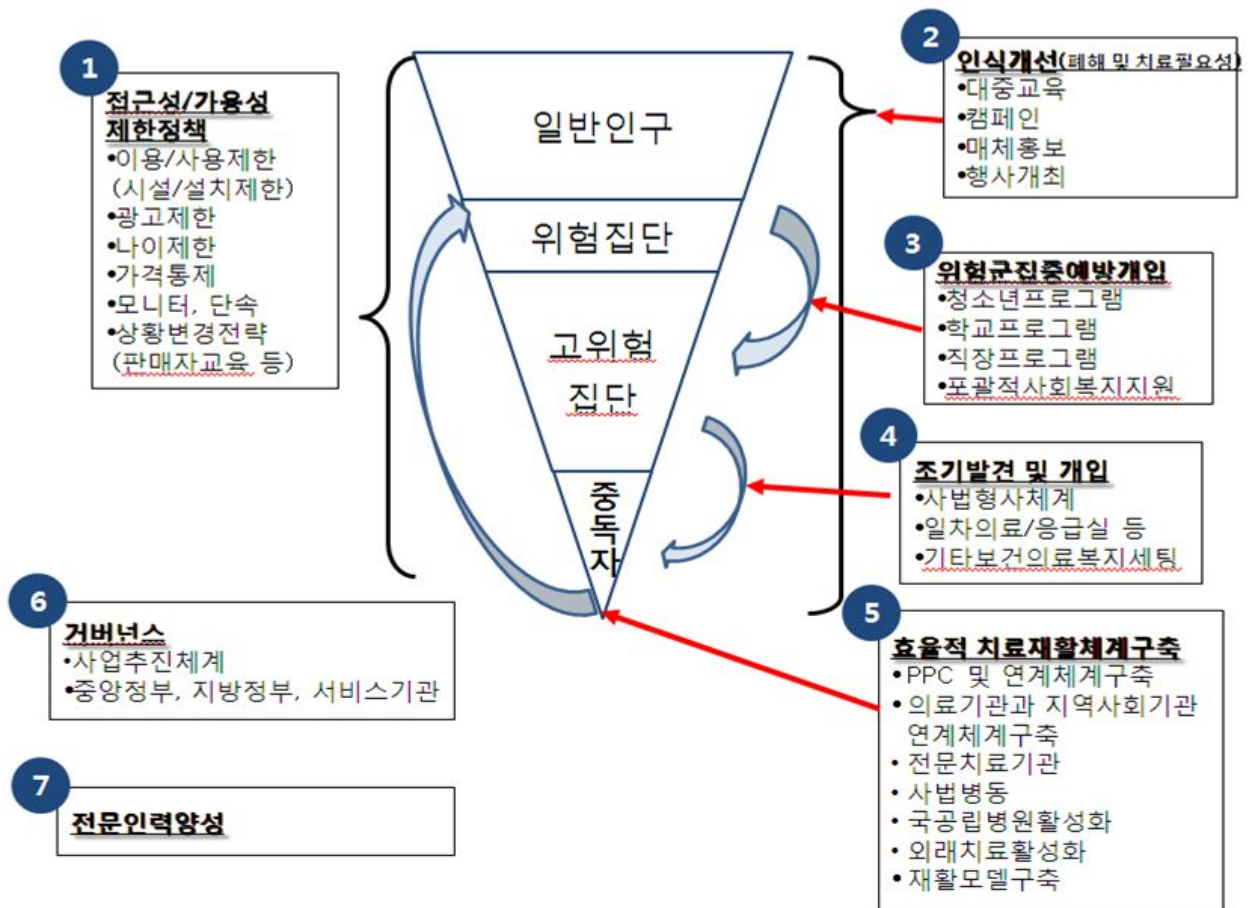 1
접근성/가용성
제한정책
•이용/사용제한
(시설/설치제한)
•광고제한
•나이제한
•가격통제
•모니터, 단속
•상황변경전략
(판매자교육 등)
일반인구
위험집단
고위험
집단
중
독
자
2
인식개선(폐해 및 치료필요성)
•대중교육
•캠페인
•매체홍보
•행사개최
3
위험군집중예방개입
•청소년프로그램
•학교프로그램
•직장프로그램
•포괄적사회복지지원
4
조기발견 및 개입
•사법형사체계
•일차의료/응급실 등
•기타보건의료복지세팅
5
효율적 치료재활체계구축
•PPC 및 연계체계구축
•의료기관과 지역사회기관
연계체계구축
•전문치료기관
•사법병동
•국공립병원활성화
•외래치료활성화
•재활모델구축
6
거버넌스
•사업추진체계
•중앙정부, 지방정부, 서비스기관
7
전문인력양성